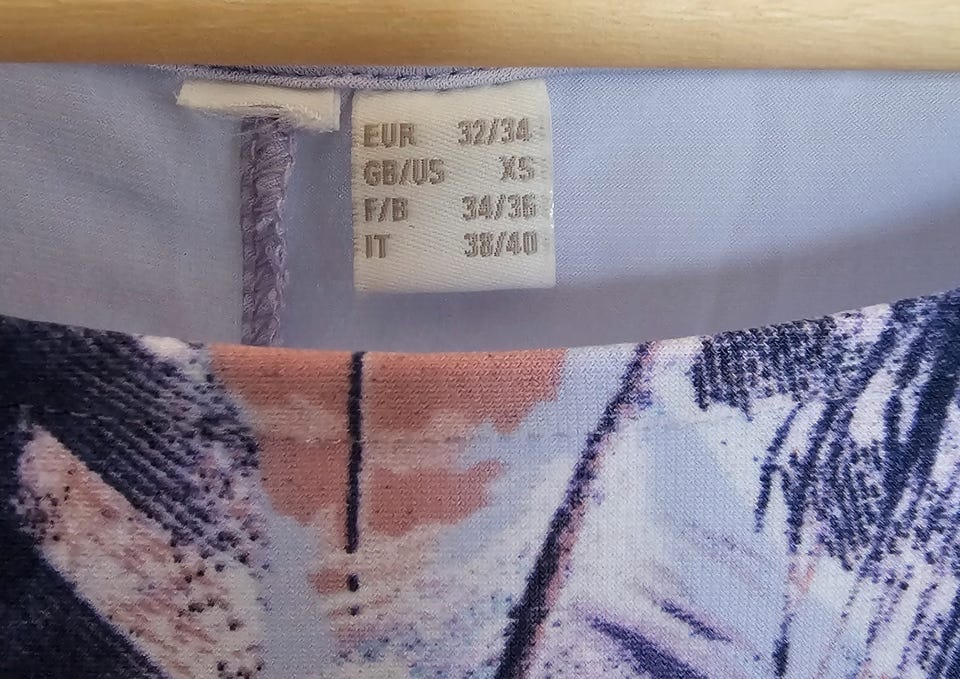 EUR 32/34
GB/US XS
F/B 34/36
IT 38/40